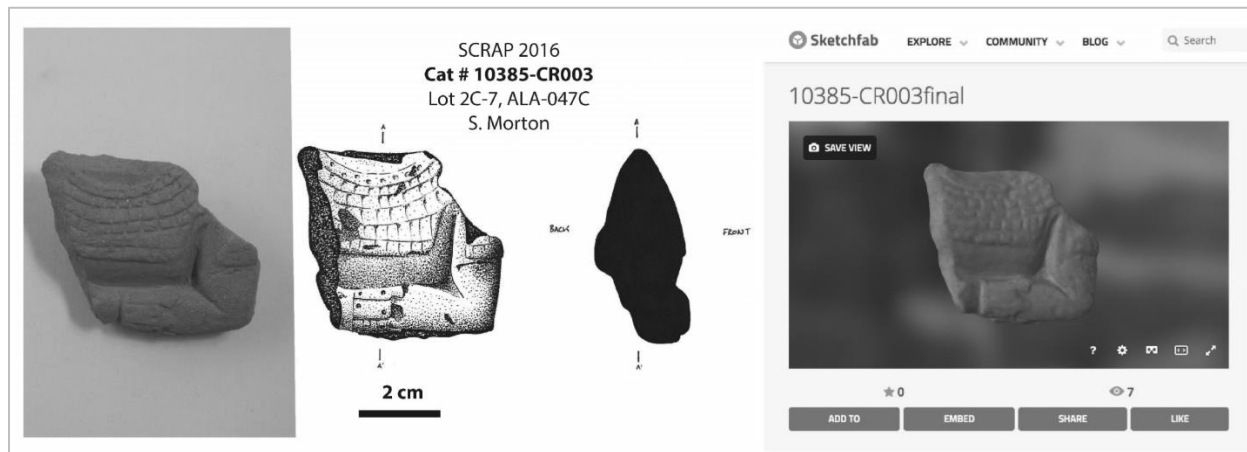 SCRAP 2016
Cat # 10385-CR003
Lot 2C-7, ALA-047C
S. Morton
A
A
BACK
FRONT
A'
A'
2 cm
Sketchfab EXPLORE COMMUNITY BLOG Search
10385-CR003final
SAVE VIEW
?
0 7
ADD TO EMBED SHARE LIKE